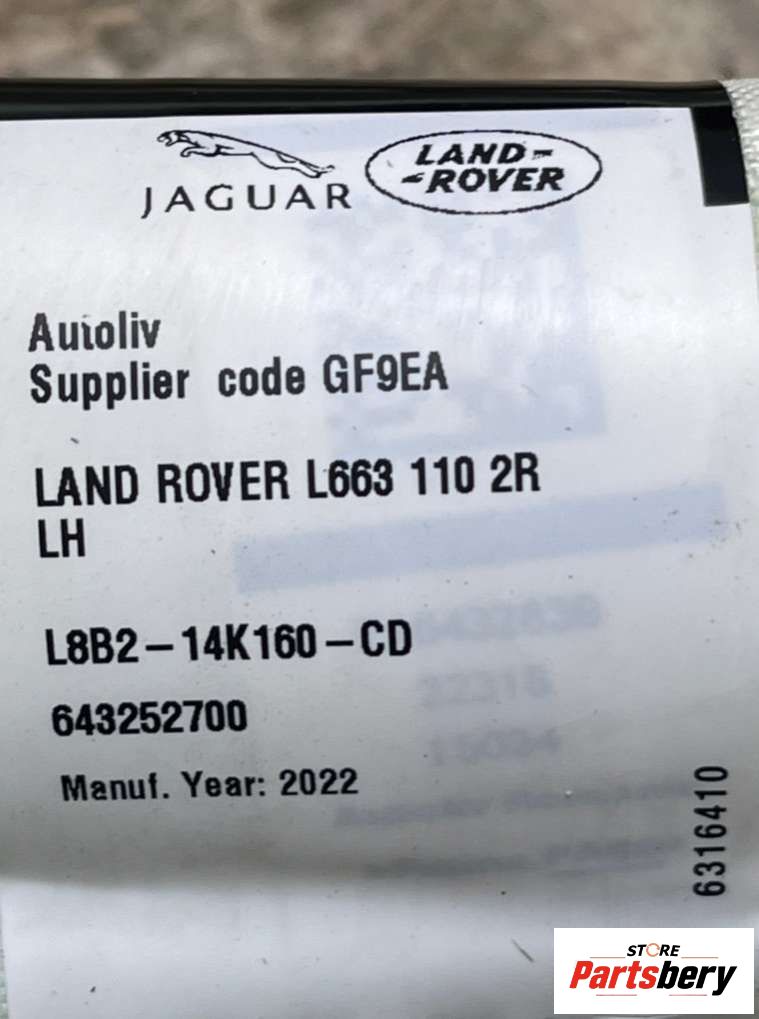 JAGUAR
LAND-
-ROVER
Autoliv
Supplier code GF9EA
LAND ROVER L663 110 2R
LH
L8B2-14K160-CD
643252700
Manuf. Year: 2022
6316410
STORE
Partsbery